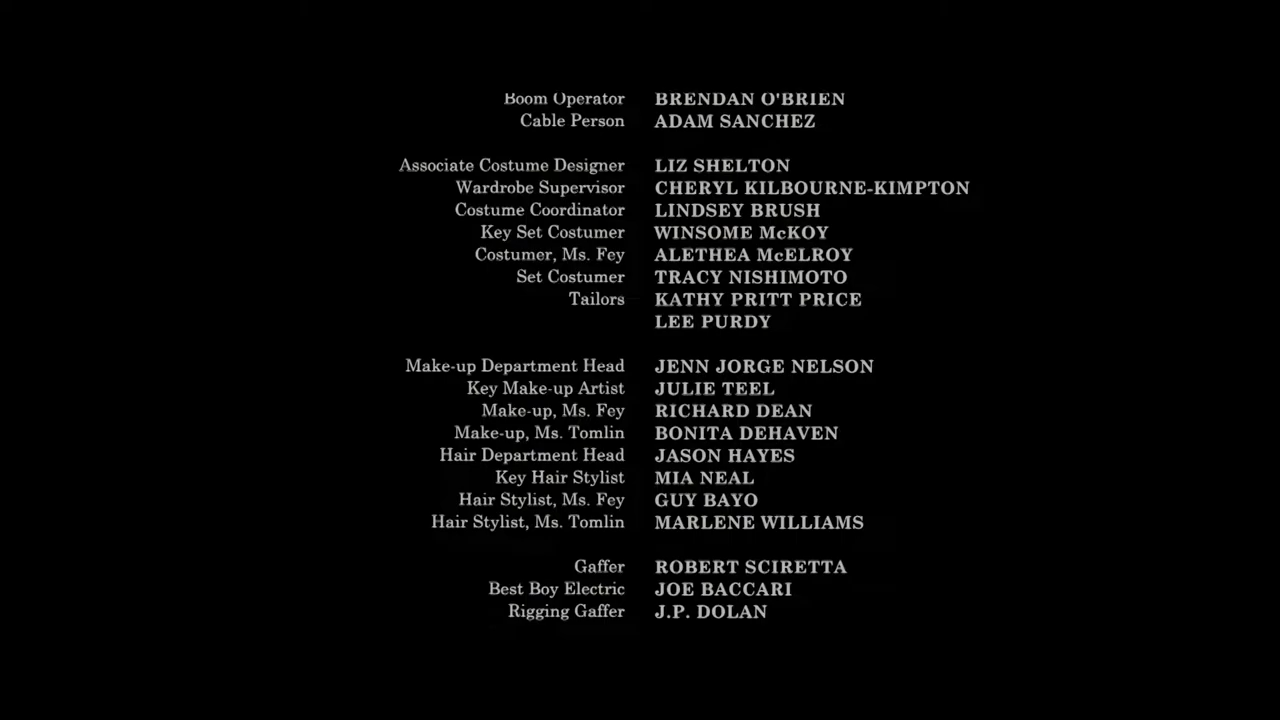 Boom Operator BRENDAN O'BRIEN
Cable Person ADAM SANCHEZ
Associate Costume Designer LIZ SHELTON
Wardrobe Supervisor CHERYL KILBOURNE-KIMPTON
Costume Coordinator LINDSEY BRUSH
Key Set Costumer WINSOME McKOY
Costumer, Ms. Fey ALETHEA McELROY
Set Costumer TRACY NISHIMOTO
Tailors KATHY PRITT PRICE
LEE PURDY
Make-up Department Head JENN JORGE NELSON
Key Make-up Artist JULIE TEEL
Make-up, Ms. Fey RICHARD DEAN
Make-up, Ms. Tomlin BONITA DEHAVEN
Hair Department Head JASON HAYES
Key Hair Stylist MIA NEAL
Hair Stylist, Ms. Fey GUY BAYO
Hair Stylist, Ms. Tomlin MARLENE WILLIAMS
Gaffer ROBERT SCIRETTA
Best Boy Electric JOE BACCARI
Rigging Gaffer J.P. DOLAN